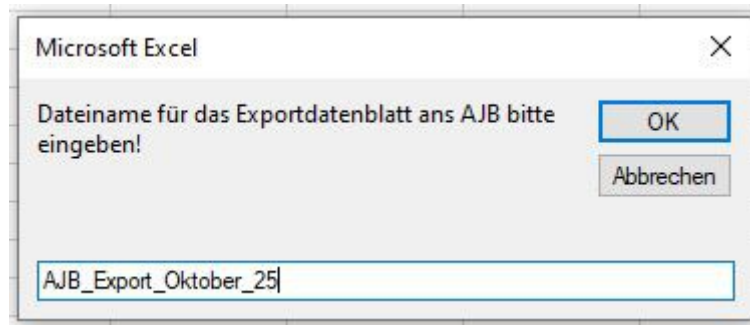 Microsoft Excel
Dateiname für das Exportdatenblatt ans AJB bitte
eingeben!
OK
Abbrechen
AJB_Export_Oktober_25